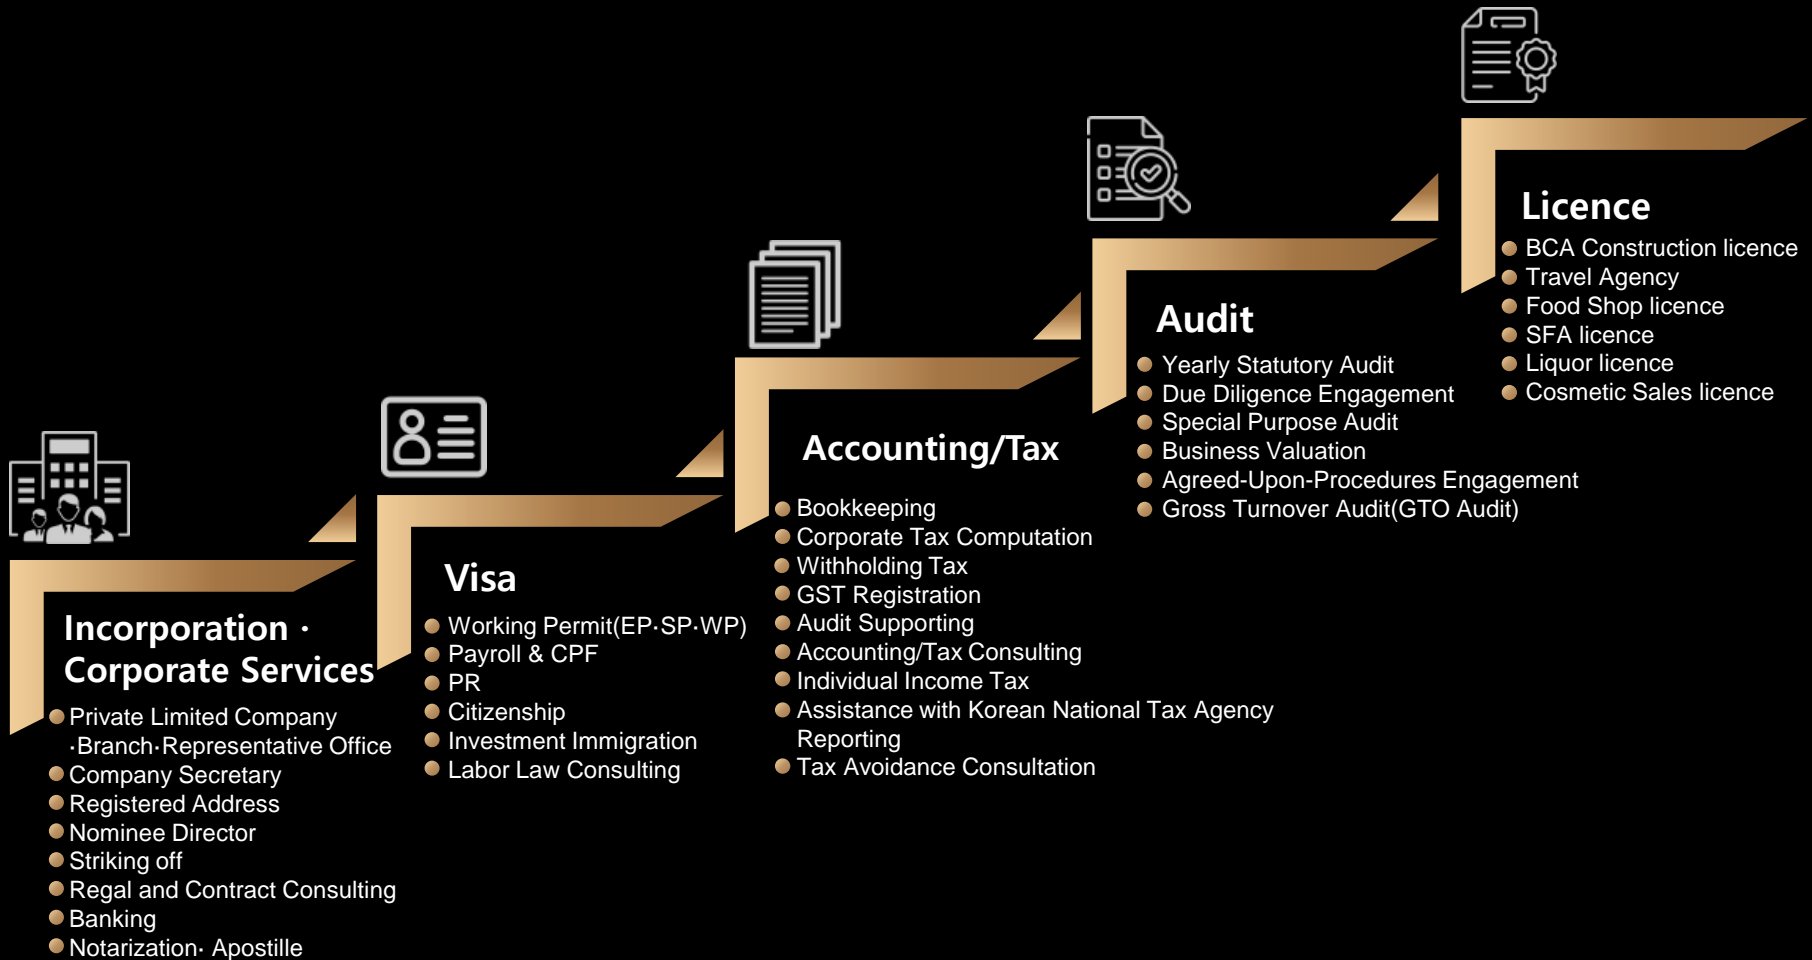 Incorporation ·
Corporate Services
Private Limited Company
·Branch·Representative Office
Company Secretary
Registered Address
Nominee Director
Striking off
Regal and Contract Consulting
Banking
Notarization· Apostille
Visa
Working Permit(EP·SP·WP)
Payroll & CPF
PR
Citizenship
Investment Immigration
Labor Law Consulting
Accounting/Tax
Bookkeeping
Corporate Tax Computation
Withholding Tax
GST Registration
Audit Supporting
Accounting/Tax Consulting
Individual Income Tax
Assistance with Korean National Tax Agency
Reporting
Tax Avoidance Consultation
Audit
Yearly Statutory Audit
Due Diligence Engagement
Special Purpose Audit
Business Valuation
Agreed-Upon-Procedures Engagement
Gross Turnover Audit(GTO Audit)
Licence
BCA Construction licence
Travel Agency
Food Shop licence
SFA licence
Liquor licence
Cosmetic Sales licence